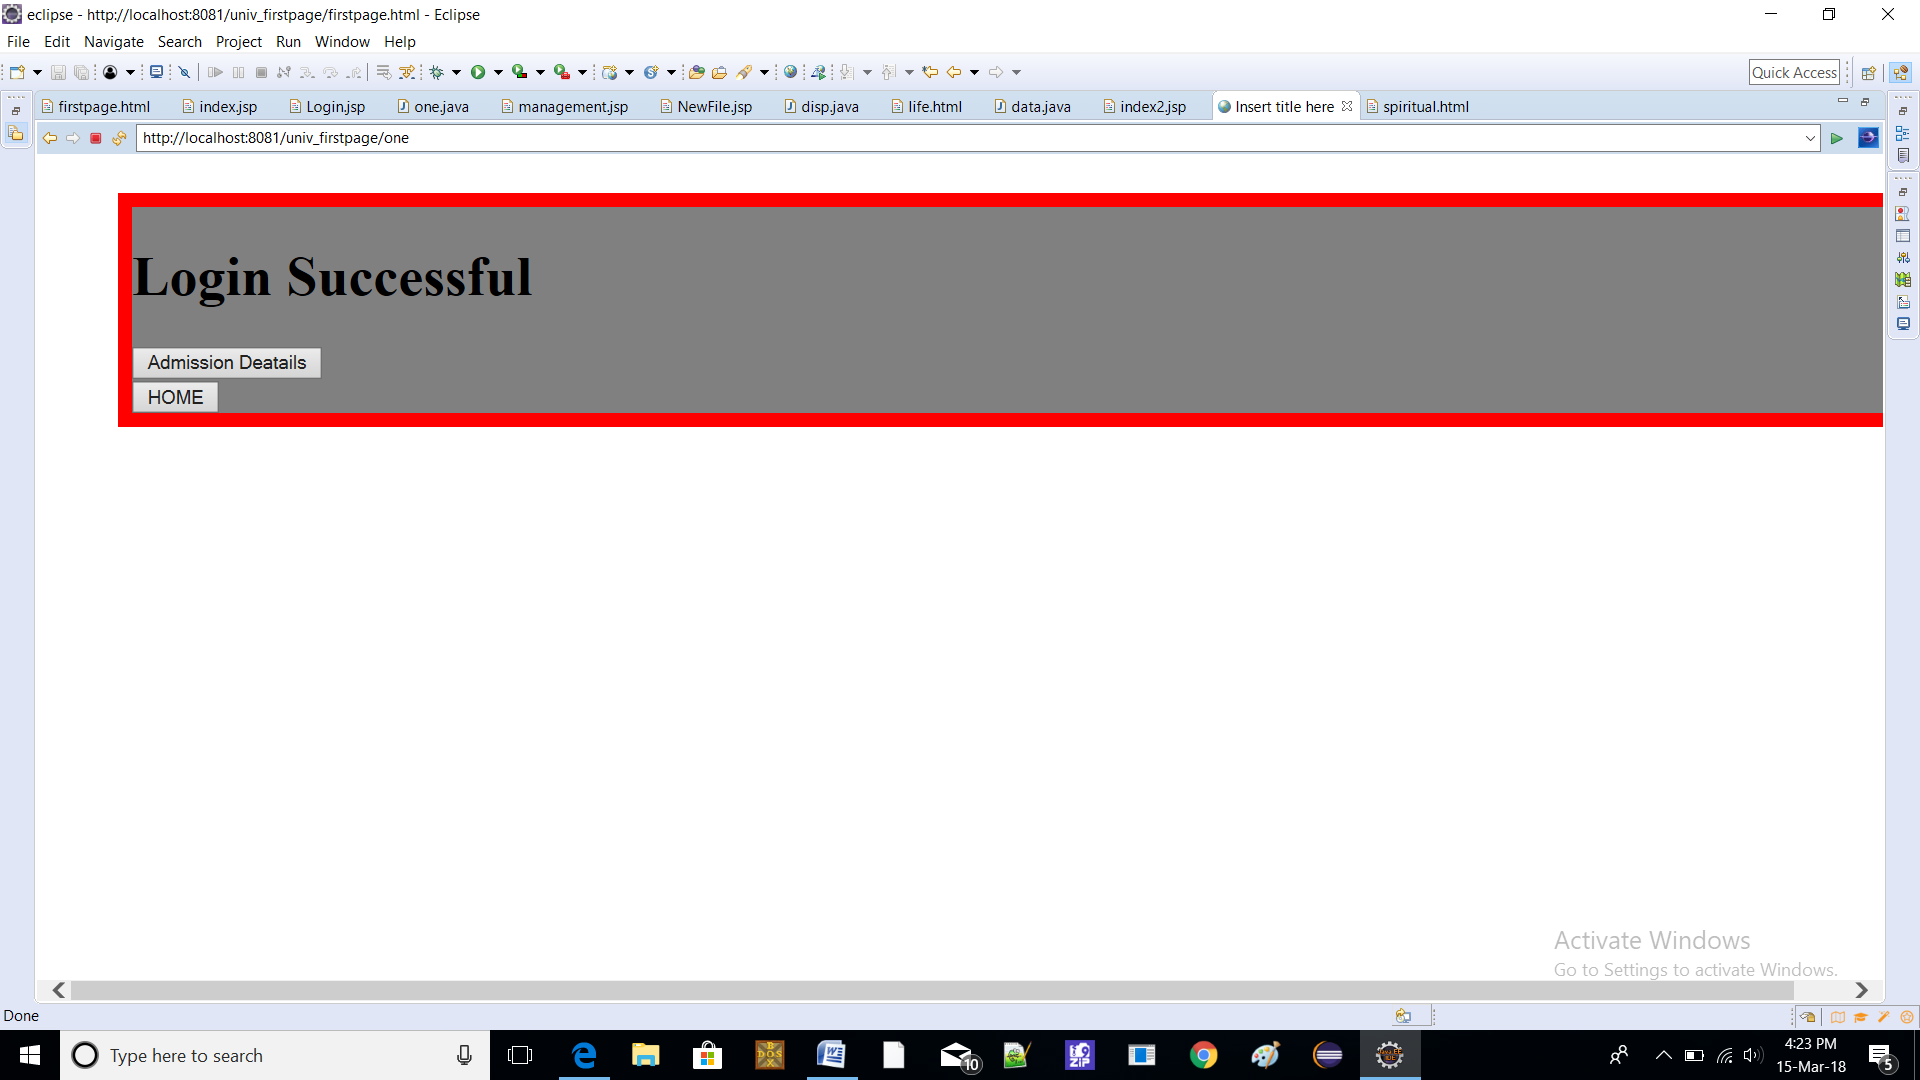 eclipse - http://localhost:8081/univ_firstpage/firstpage.html - Eclipse
File Edit Navigate Search Project Run Window Help
Quick Access
firstpage.html index.jsp Login.jsp one.java management.jsp NewFile.jsp disp.java life.html data.java index2.jsp Insert title here spiritual.html
http://localhost:8081/univ_firstpage/one
Login Successful
Admission Deatails
HOME
Activate Windows
Go to Settings to activate Windows.
Done
Type here to search
10
4:23 PM
15-Mar-18
5